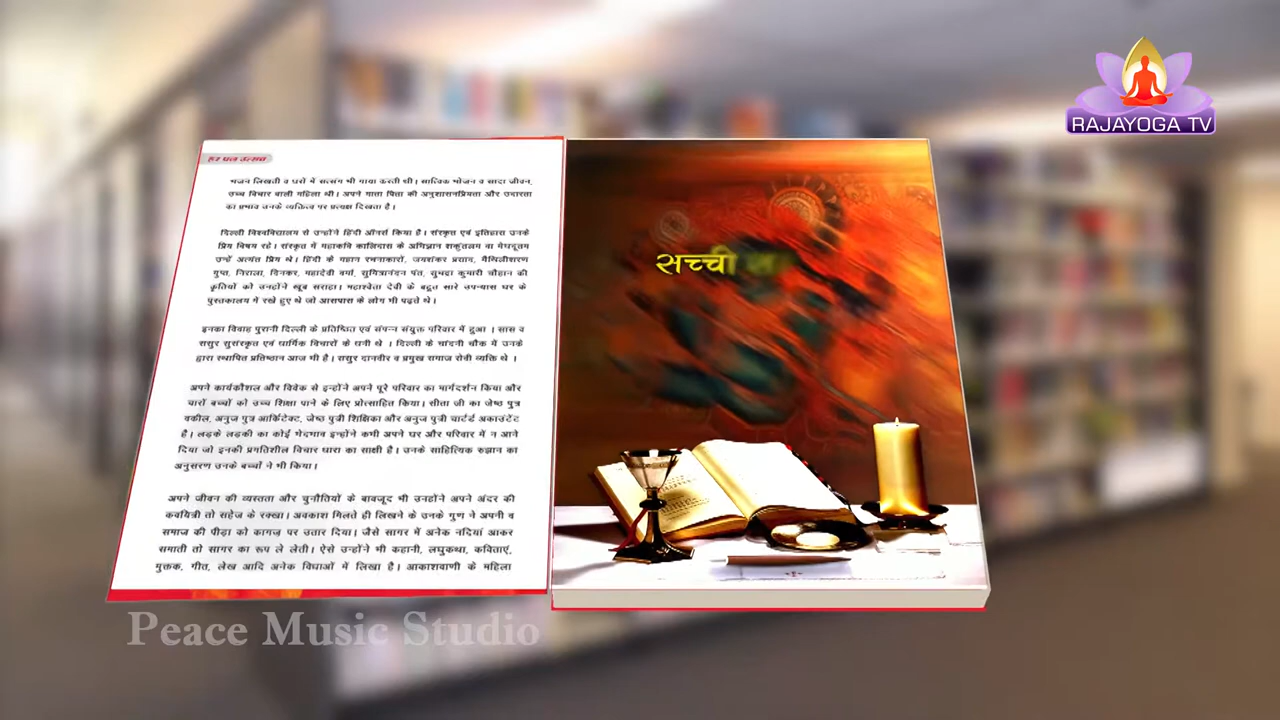 हर पल उत्सव
भजन लिखती व घरों में सत्संग भी गाया करती थी। सात्विक भोजन व सादा जीवन,
उच्च विचार वाली महिला थी। अपने माता पिता की अनुशासनप्रियता और उदारता
का प्रभाव उनके व्यक्तित्व पर प्रत्यक्ष दिखता है।
दिल्ली विश्वविद्यालय से उन्होंने हिंदी ऑनर्स किया है। संस्कृत एवं इतिहास उनके
प्रिय विषय रहे। संस्कृत में महाकवि कालिदास के अभिज्ञान शकुंतलम वा मेघदूतम
उन्हें अत्यंत प्रिय थे। हिंदी के महान रचनाकारों, जयशंकर प्रसाद, मैथिलीशरण
गुप्त, निराला, दिनकर, महादेवी वर्मा, सुमित्रानंदन पंत, सुभद्रा कुमारी चौहान की
कृतियों को उनहोंने खूब सराहा। महाश्वेता देवी के बहुत सारे उपन्यास घर के
पुस्तकालय में रखे हुए थे जो आसपास के लोग भी पढ़ते थे।
इनका विवाह पुरानी दिल्ली के प्रतिष्ठित एवं संपन्न संयुक्त परिवार में हुआ । सास व
ससुर सुसंस्कृत एवं धार्मिक विचारों के धनी थे । दिल्ली के चांदनी चौक में उनके
द्वारा स्थापित प्रतिष्ठान आज भी है। ससुर दानवीर व प्रमुख समाज सेवी व्यक्ति थे ।
अपने कार्यकौशल और विवेक से इन्होंने अपने पूरे परिवार का मार्गदर्शन किया और
चारों बच्चों को उच्च शिक्षा पाने के लिए प्रोत्साहित किया। सीता जी का जेष्ठ पुत्र
वकील, अनुज पुत्र आर्किटेक्ट, जेष्ठ पुत्री शिक्षिका और अनुज पुत्री चार्टर्ड अकाउंटेंट
है। लड़के लड़की का कोई भेदभाव इन्होंने कभी अपने घर और परिवार में न आने
दिया जो इनकी प्रगतिशील विचार धारा का साक्षी है। उनके साहित्यिक रुझान का
अनुसरण उनके बच्चों ने भी किया।
अपने जीवन की व्यस्तता और चुनौतियों के बावजूद भी उनहोंने अपने अंदर की
कवयित्री तो सहेज के रक्खा। अवकाश मिलते ही लिखने के उनके गुण ने अपनी व
समाज की पीड़ा को कागज़ पर उतार दिया। जैसे सागर में अनेक नदियां आकर
समाती तो सागर का रूप ले लेती। ऐसे उन्होंने भी कहानी, लघुकथा, कविताएं,
मुक्तक, गीत, लेख आदि अनेक विधाओं में लिखा है। आकाशवाणी के महिला
सच्ची
RAJAYOGA TV
Peace Music Studio